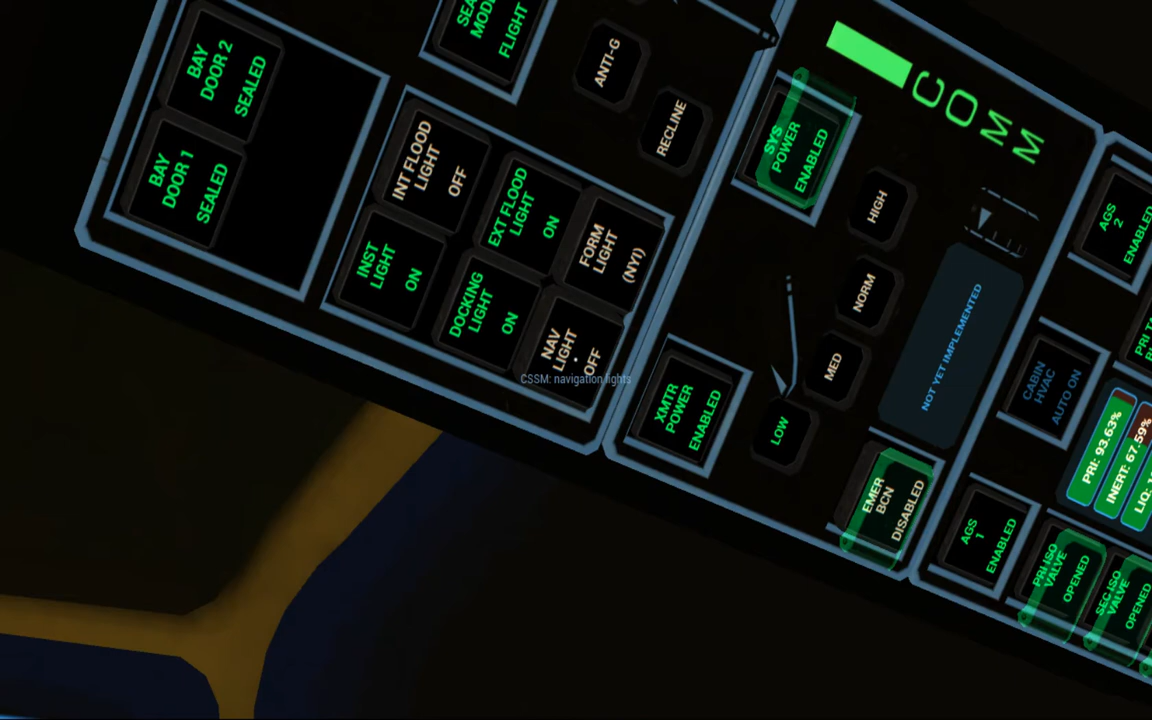 BAY
DOOR 2
SEALED
BAY
DOOR 1
SEALED
FLIGHT
ANTI-G
RECLINE
INT FLOOD
LIGHT
OFF
EXT FLOOD
LIGHT
ON
FORM
LIGHT
(NYI)
INST
LIGHT
ON
DOCKING
LIGHT
ON
NAV
LIGHT
OFF
CSSM: navigation lights
COMM
SYS
POWER
ENABLED
HIGH
NORM
MED
LOW
XMTR
POWER
ENABLED
NOT YET IMPLEMENTED
EMER
BCN
DISABLED
AGS
2
ENABLED
CABIN
HVAC
AUTO ON
PRI: 93.63%
INERT: 67.59%
LIQ:
AGS
1
ENABLED
PRI ISO
VALVE
OPENED
SEC ISO
VALVE
OPENED